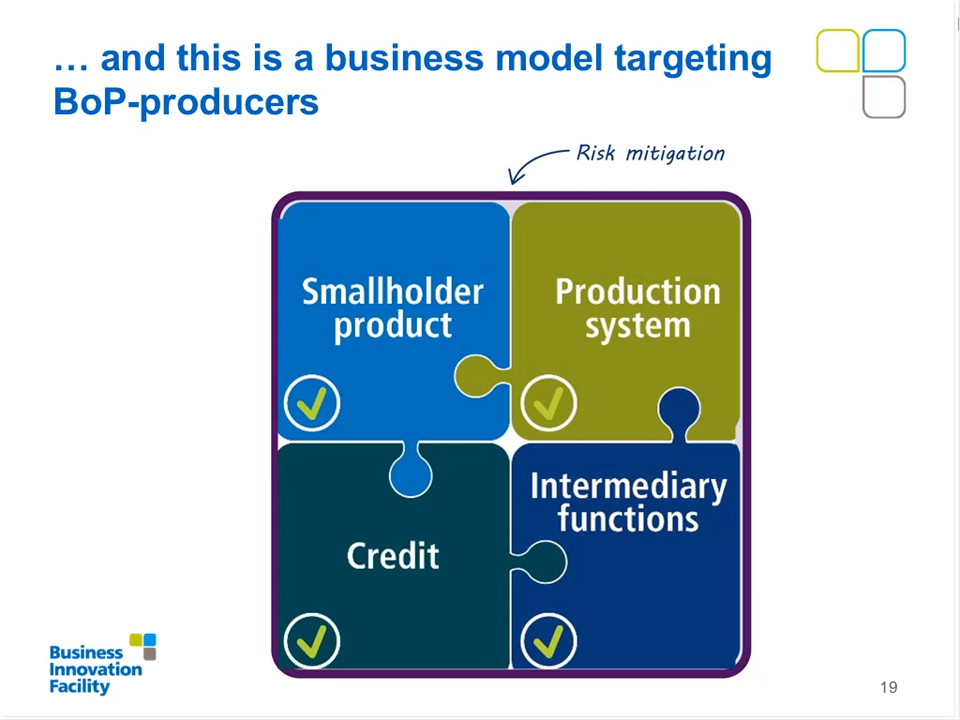 … and this is a business model targeting
BoP-producers
Risk mitigation
Smallholder
product
Production
system
Credit
Intermediary
functions
Business
Innovation
Facility
19